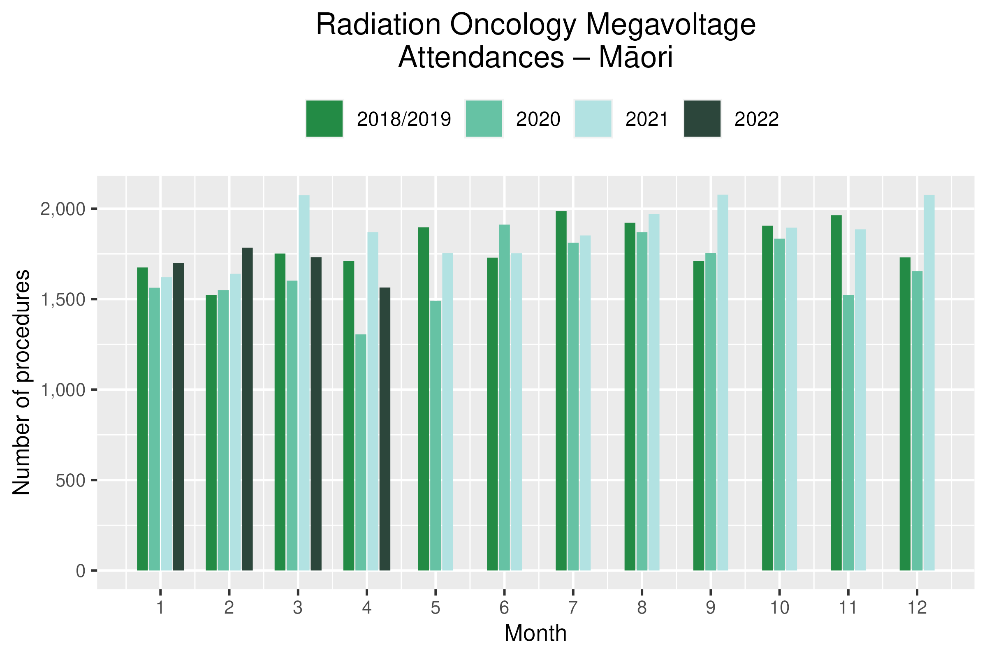 Radiation Oncology Megavoltage
Attendances – Māori
2018/2019 2020 2021 2022
Number of procedures
2,000
1,500
1,000
500
0
1 2 3 4 5 6 7 8 9 10 11 12
Month